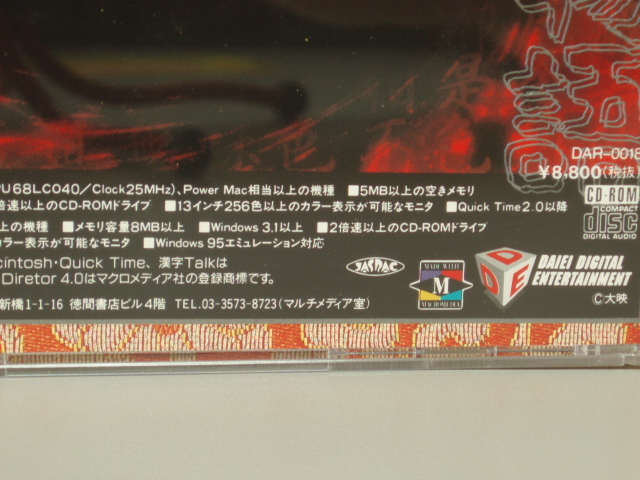 DAR-0018
¥8,800(税抜)
PU68LC040/Clock25MHz)、Power Mac相当以上の機種 ■5MB以上の空きメモリ
倍速以上のCD-ROMドライブ ■13インチ256色以上のカラー表示が可能なモニタ ■Quick Time2.0以降
上の機種 ■メモリ容量8MB以上 ■Windows 3.1以上 ■2倍速以上のCD-ROMドライブ
カラー表示が可能なモニタ ■Windows 95エミュレーション対応
cintosh・Quick Time、漢字Talkは
Diretor 4.0はマクロメディア社の登録商標です。
新橋1-1-16 徳間書店ビル4階 TEL.03-3573-8723(マルチメディア室)
CD-ROM
COMPACT
disc
DIGITAL AUDIO
JASRAC
MADE WITH
M
MACROMEDIA
D
E
D
DAIEI DIGITAL
ENTERTAINMENT
©大映